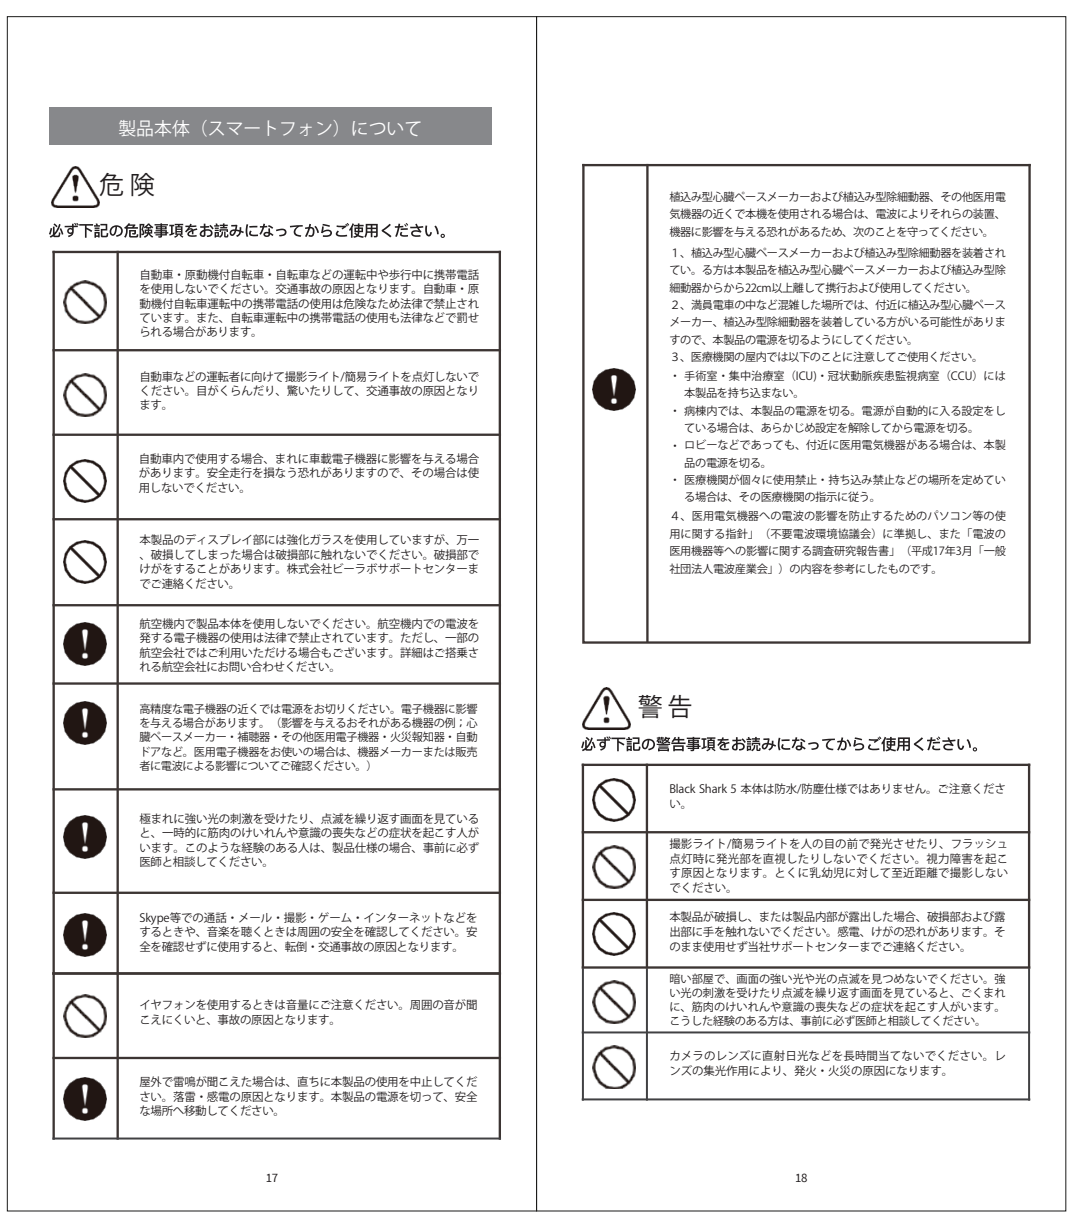 製品本体（スマートフォン）について
危 険
必ず下記の危険事項をお読みになってからご使用ください。
自動車・原動機付自転車・自転車などの運転中や歩行中に携帯電話
を使用しないでください。交通事故の原因となります。自動車・原
動機付自転車運転中の携帯電話の使用は危険なため法律で禁止され
ています。また、自転車運転中の携帯電話の使用も法律などで罰せ
られる場合があります。
自動車などの運転者に向けて撮影ライト/簡易ライトを点灯しないで
ください。目がくらんだり、驚いたりして、交通事故の原因となり
ます。
自動車内で使用する場合、まれに車載電子機器に影響を与える場合
があります。安全走行を損なう恐れがありますので、その場合は使
用しないでください。
本製品のディスプレイ部には強化ガラスを使用していますが、万一
、破損してしまった場合は破損部に触れないでください。破損部で
けがをすることがあります。株式会社ビーラボサポートセンターま
でご連絡ください。
航空機内で製品本体を使用しないでください。航空機内での電波を
発する電子機器の使用は法律で禁止されています。ただし、一部の
航空会社ではご利用いただける場合もございます。詳細はご搭乗さ
れる航空会社にお問い合わせください。
高精度な電子機器の近くでは電源をお切りください。電子機器に影響
を与える場合があります。（影響を与えるおそれがある機器の例；心
臓ペースメーカー・補聴器・その他医用電子機器・火災報知器・自動
ドアなど。医用電子機器をお使いの場合は、機器メーカーまたは販売
者に電波による影響についてご確認ください。）
極まれに強い光の刺激を受けたり、点滅を繰り返す画面を見ている
と、一時的に筋肉のけいれんや意識の喪失などの症状を起こす人が
います。このような経験のある人は、製品仕様の場合、事前に必ず
医師と相談してください。
Skype等での通話・メール・撮影・ゲーム・インターネットなどを
するときや、音楽を聴くときは周囲の安全を確認してください。安
全を確認せずに使用すると、転倒・交通事故の原因となります。
イヤフォンを使用するときは音量にご注意ください。周囲の音が聞
こえにくいと、事故の原因となります。
屋外で雷鳴が聞こえた場合は、直ちに本製品の使用を中止してくだ
さい。落雷・感電の原因となります。本製品の電源を切って、安全
な場所へ移動してください。
17
植込み型心臓ペースメーカーおよび植込み型除細動器、その他医用電
気機器の近くで本機を使用される場合は、電波によりそれらの装置、
機器に影響を与える恐れがあるため、次のことを守ってください。
１、植込み型心臓ペースメーカーおよび植込み型除細動器を装着され
てい。る方は本製品を植込み型心臓ペースメーカーおよび植込み型除
細動器からから22cm以上離して携行および使用してください。
２、満員電車の中など混雑した場所では、付近に植込み型心臓ペース
メーカー、植込み型除細動器を装着している方がいる可能性がありま
すので、本製品の電源を切るようにしてください。
３、医療機関の屋内では以下のことに注意してご使用ください。
・ 手術室・集中治療室（ICU)・冠状動脈疾患監視病室（CCU）には
本製品を持ち込まない。
・ 病棟内では、本製品の電源を切る。電源が自動的に入る設定をし
ている場合は、あらかじめ設定を解除してから電源を切る。
・ ロビーなどであっても、付近に医用電気機器がある場合は、本製
品の電源を切る。
・ 医療機関が個々に使用禁止・持ち込み禁止などの場所を定めてい
る場合は、その医療機関の指示に従う。
４、医用電気機器への電波の影響を防止するためのパソコン等の使
用に関する指針」（不要電波環境協議会）に準拠し、また「電波の
医用機器等への影響に関する調査研究報告書」（平成17年3月「一般
社団法人電波産業会」）の内容を参考にしたものです。
警 告
必ず下記の警告事項をお読みになってからご使用ください。
Black Shark 5 本体は防水/防塵仕様ではありません。ご注意くださ
い。
撮影ライト/簡易ライトを人の目の前で発光させたり、フラッシュ
点灯時に発光部を直視したりしないでください。視力障害を起こ
す原因となります。とくに乳幼児に対して至近距離で撮影しない
でください。
本製品が破損し、または製品内部が露出した場合、破損部および露
出部に手を触れないでください。感電、けがの恐れがあります。そ
のまま使用せず当社サポートセンターまでご連絡ください。
暗い部屋で、画面の強い光や光の点滅を見つめないでください。強
い光の刺激を受けたり点滅を繰り返す画面を見ていると、ごくまれ
に、筋肉のけいれんや意識の喪失などの症状を起こす人がいます。
こうした経験のある方は、事前に必ず医師と相談してください。
カメラのレンズに直射日光などを長時間当てないでください。レ
ンズの集光作用により、発火・火災の原因になります。
18